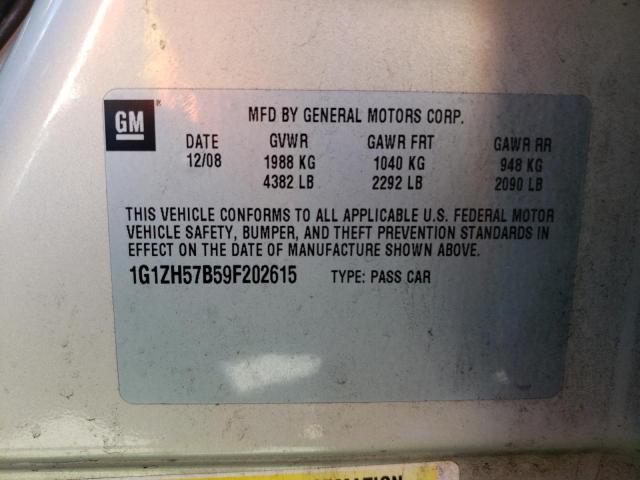 GM®
MFD BY GENERAL MOTORS CORP.
DATE GVWR GAWR FRT GAWR RR
12/08 1988 KG 1040 KG 948 KG
4382 LB 2292 LB 2090 LB
THIS VEHICLE CONFORMS TO ALL APPLICABLE U.S. FEDERAL MOTOR
VEHICLE SAFETY, BUMPER, AND THEFT PREVENTION STANDARDS IN
EFFECT ON THE DATE OF MANUFACTURE SHOWN ABOVE.
1G1ZH57B59F202615 TYPE: PASS CAR